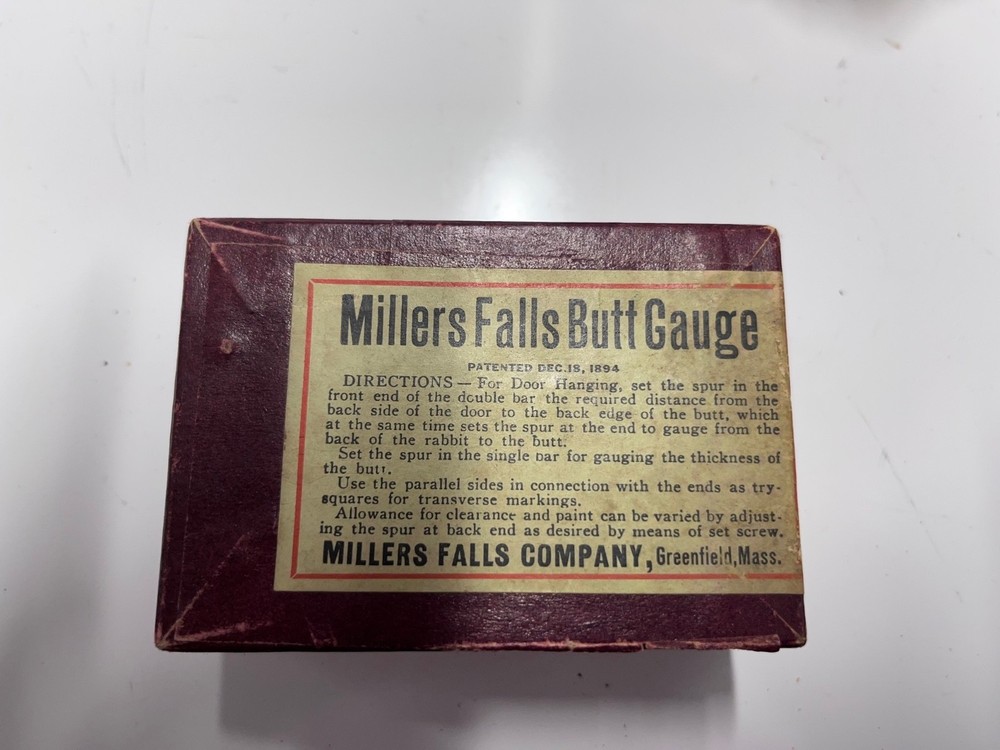 Millers Falls Butt Gauge
PATENTED DEC. 18, 1894
DIRECTIONS — For Door Hanging, set the spur in the
front end of the double bar the required distance from the
back side of the door to the back edge of the butt, which
at the same time sets the spur at the end to gauge from the
back of the rabbit to the butt.
Set the spur in the single bar for gauging the thickness of
the butt.
Use the parallel sides in connection with the ends as try-
squares for transverse markings.
Allowance for clearance and paint can be varied by adjust-
ing the spur at back end as desired by means of set screw.
MILLERS FALLS COMPANY, Greenfield, Mass.